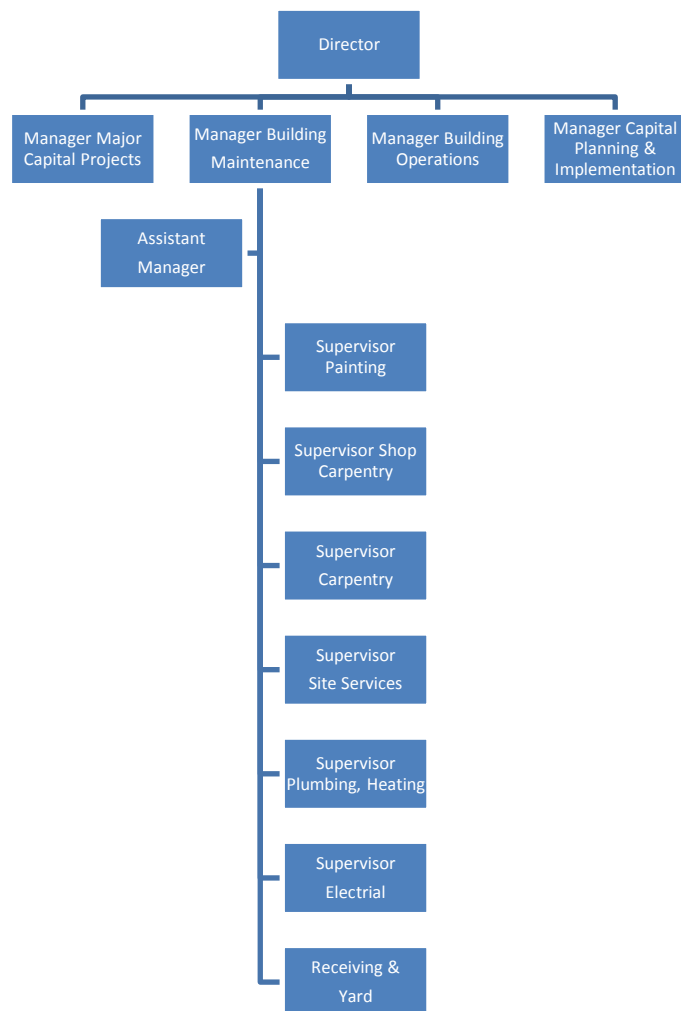 Director
Manager Major
Capital Projects
Manager Building
Maintenance
Manager Building
Operations
Manager Capital
Planning &
Implementation
Assistant
Manager
Supervisor
Painting
Supervisor Shop
Carpentry
Supervisor
Carpentry
Supervisor
Site Services
Supervisor
Plumbing, Heating
Supervisor
Electrial
Receiving &
Yard